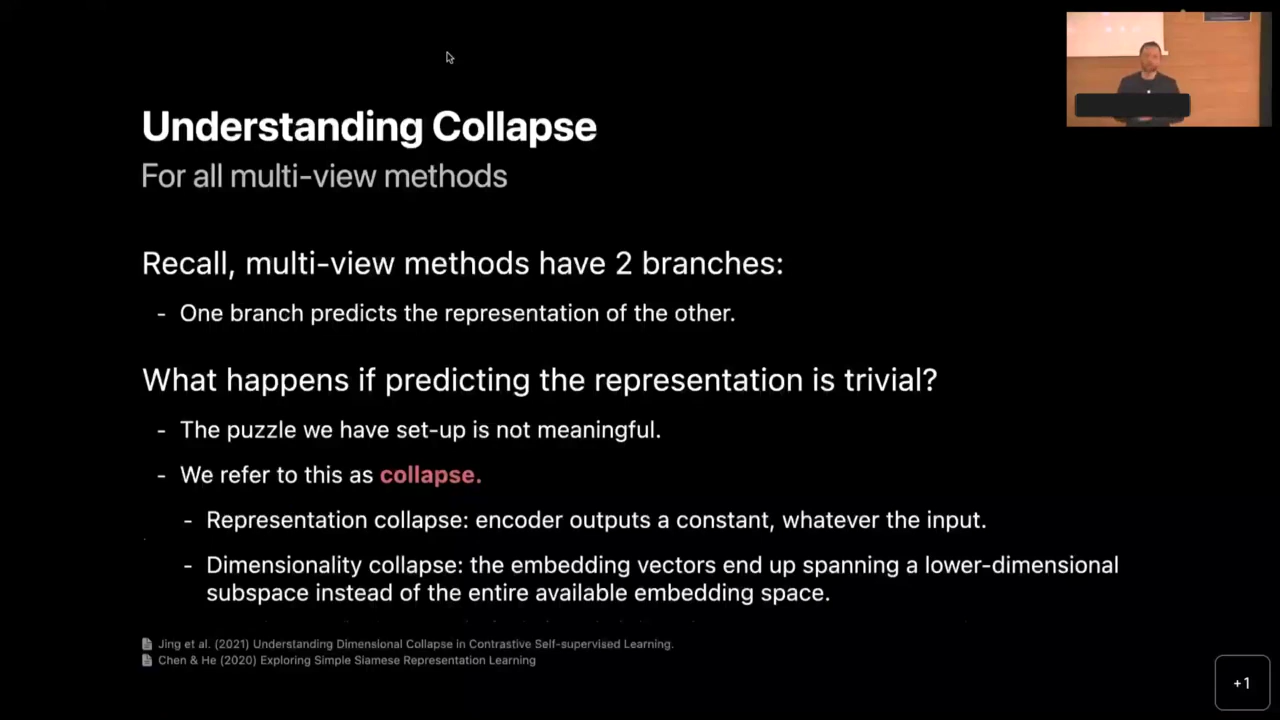 Understanding Collapse
For all multi-view methods
Recall, multi-view methods have 2 branches:
- One branch predicts the representation of the other.
What happens if predicting the representation is trivial?
- The puzzle we have set-up is not meaningful.
- We refer to this as collapse.
- Representation collapse: encoder outputs a constant, whatever the input.
- Dimensionality collapse: the embedding vectors end up spanning a lower-dimensional
subspace instead of the entire available embedding space.
Jing et al. (2021) Understanding Dimensional Collapse in Contrastive Self-supervised Learning.
Chen & He (2020) Exploring Simple Siamese Representation Learning
+1